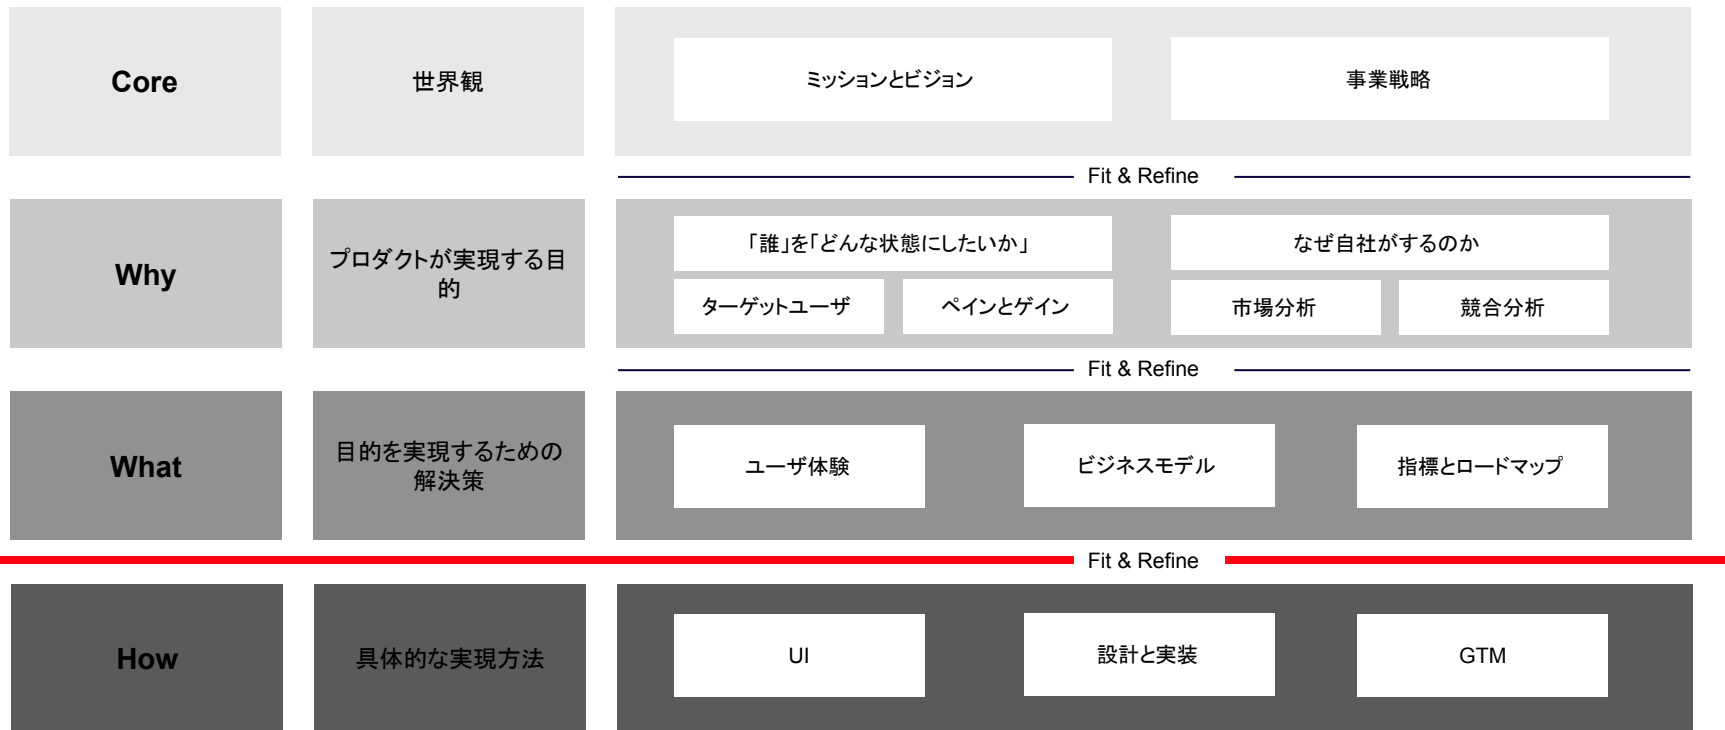 Core
世界観
ミッションとビジョン
事業戦略
Fit & Refine
Why
プロダクトが実現する目
的
「誰」を「どんな状態にしたいか」
なぜ自社がするのか
ターゲットユーザ
ペインとゲイン
市場分析
競合分析
Fit & Refine
What
目的を実現するための
解決策
ユーザ体験
ビジネスモデル
指標とロードマップ
Fit & Refine
How
具体的な実現方法
UI
設計と実装
GTM